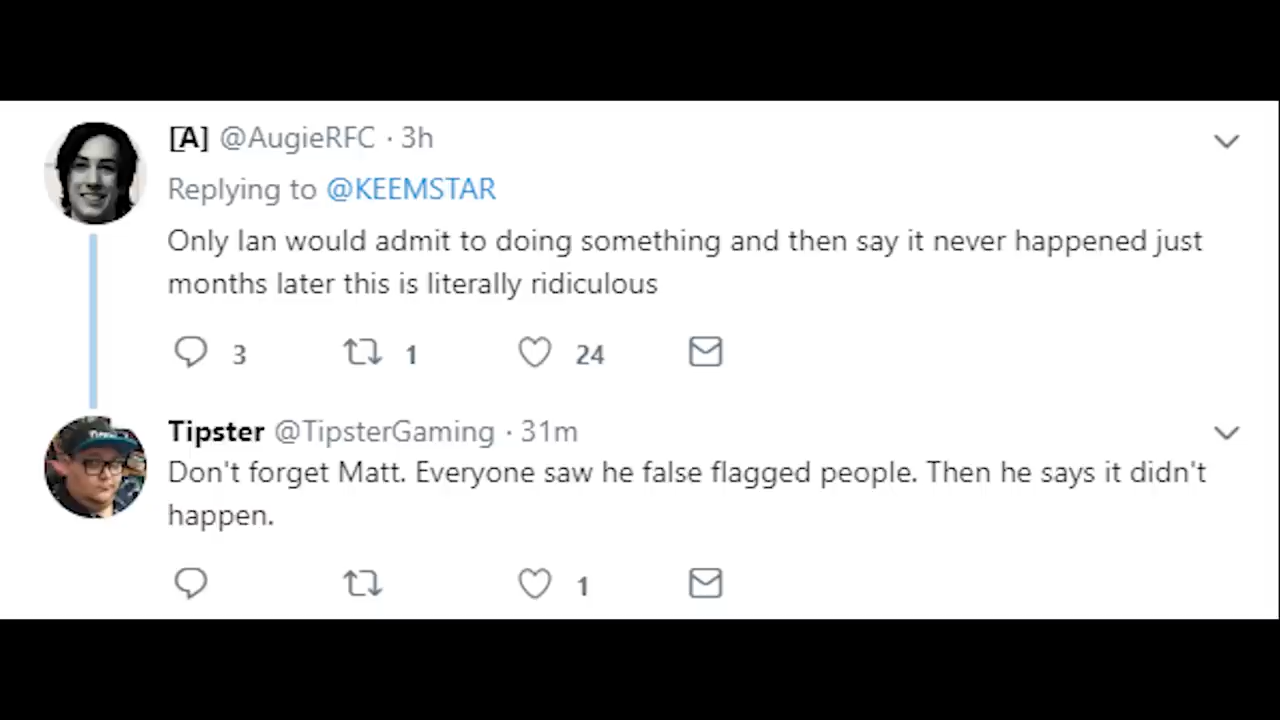 [A] @AugieRFC · 3h
Replying to @KEEMSTAR
Only Ian would admit to doing something and then say it never happened just
months later this is literally ridiculous
3 1 24
Tipster @TipsterGaming · 31m
Don't forget Matt. Everyone saw he false flagged people. Then he says it didn't
happen.
1